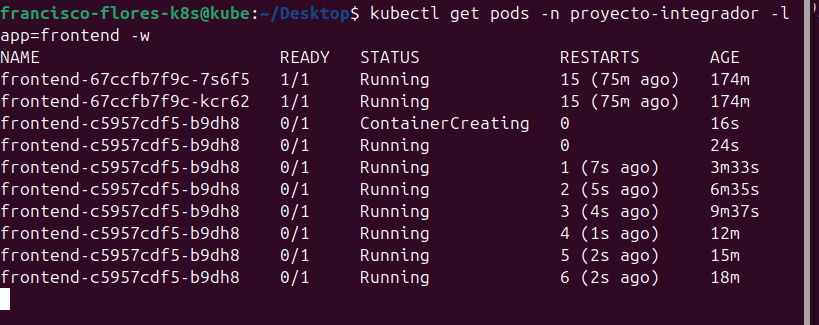 francisco-flores-k8s@kube:~/Desktop$ kubectl get pods -n proyecto-integrador -l
app=frontend -w
NAME READY STATUS RESTARTS AGE
frontend-67ccfb7f9c-7s6f5 1/1 Running 15 (75m ago) 174m
frontend-67ccfb7f9c-kcr62 1/1 Running 15 (75m ago) 174m
frontend-c5957cdf5-b9dh8 0/1 ContainerCreating 0 16s
frontend-c5957cdf5-b9dh8 0/1 Running 0 24s
frontend-c5957cdf5-b9dh8 0/1 Running 1 (7s ago) 3m33s
frontend-c5957cdf5-b9dh8 0/1 Running 2 (5s ago) 6m35s
frontend-c5957cdf5-b9dh8 0/1 Running 3 (4s ago) 9m37s
frontend-c5957cdf5-b9dh8 0/1 Running 4 (1s ago) 12m
frontend-c5957cdf5-b9dh8 0/1 Running 5 (2s ago) 15m
frontend-c5957cdf5-b9dh8 0/1 Running 6 (2s ago) 18m